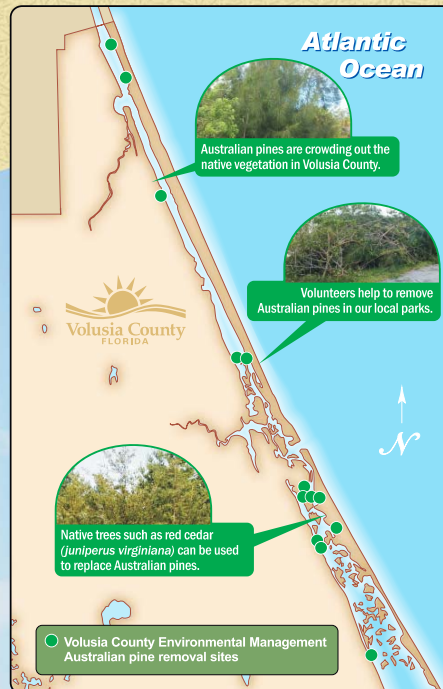 Atlantic
Ocean
Australian pines are crowding out the
native vegetation in Volusia County.
Volunteers help to remove
Australian pines in our local parks.
Volusia County
FLORIDA
N
Native trees such as red cedar
(juniperus virginiana) can be used
to replace Australian pines.
Volusia County Environmental Management
Australian pine removal sites